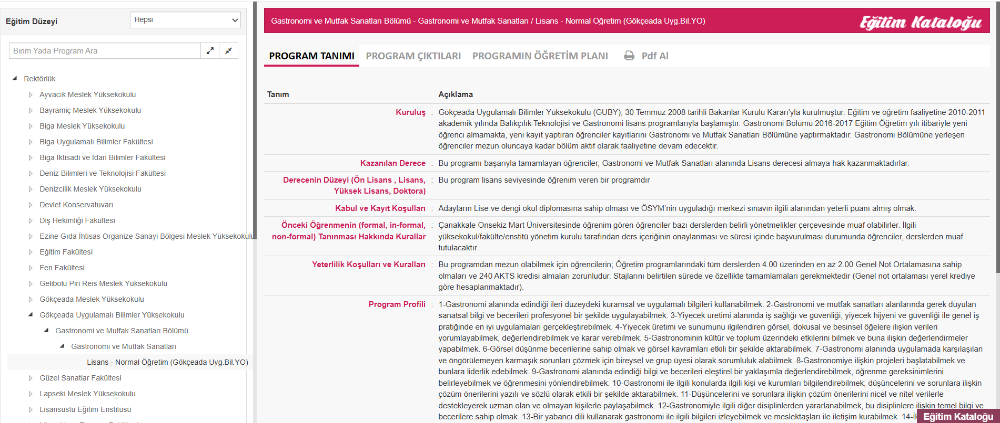 Eğitim Düzeyi
Hepsi
Birim Yada Program Ara
Rektörlük
Ayvacık Meslek Yüksekokulu
Bayramiç Meslek Yüksekokulu
Biga Meslek Yüksekokulu
Biga Uygulamalı Bilimler Fakültesi
Biga İktisadi ve İdari Bilimler Fakültesi
Deniz Bilimleri ve Teknolojisi Fakültesi
Denizcilik Meslek Yüksekokulu
Devlet Konservatuvarı
Diş Hekimliği Fakültesi
Ezine Gıda İhtisas Organize Sanayi Bölgesi Meslek Yüksekokulu
Eğitim Fakültesi
Fen Fakültesi
Gelibolu Piri Reis Meslek Yüksekokulu
Gökçeada Meslek Yüksekokulu
Gökçeada Uygulamalı Bilimler Yüksekokulu
Gastronomi ve Mutfak Sanatları Bölümü
Gastronomi ve Mutfak Sanatları
Lisans - Normal Öğretim (Gökçeada Uyg.Bil.YO)
Güzel Sanatlar Fakültesi
Lapseki Meslek Yüksekokulu
Lisansüstü Eğitim Enstitüsü
Gastronomi ve Mutfak Sanatları Bölümü - Gastronomi ve Mutfak Sanatları / Lisans - Normal Öğretim (Gökçeada Uyg.Bil.YO)
Eğitim Kataloğu
PROGRAM TANIMI PROGRAM ÇIKTILARI PROGRAMIN ÖĞRETİM PLANI Pdf Al
Tanım Açıklama
Kuruluş : Gökçeada Uygulamalı Bilimler Yüksekokulu (GUBY), 30 Temmuz 2008 tarihli Bakanlar Kurulu Kararı'yla kurulmuştur. Eğitim ve öğretim faaliyetine 2010-2011
akademik yılında Balıkçılık Teknolojisi ve Gastronomi lisans programlarıyla başlamıştır. Gastronomi Bölümü 2016-2017 Eğitim Öğretim yılı itibariyle yeni
öğrenci almamakta, yeni kayıt yaptıran öğrenciler kayıtlarını Gastronomi ve Mutfak Sanatları Bölümüne yaptırmaktadır. Gastronomi Bölümüne yerleşen
öğrenciler mezun oluncaya kadar bölüm aktif olarak faaliyetine devam edecektir.
Kazanılan Derece : Bu programı başarıyla tamamlayan öğrenciler, Gastronomi ve Mutfak Sanatları alanında Lisans derecesi almaya hak kazanmaktadırlar.
Derecenin Düzeyi (Ön Lisans , Lisans, : Bu program lisans seviyesinde öğrenim veren bir programdır
Yüksek Lisans, Doktora)
Kabul ve Kayıt Koşulları : Adayların Lise ve dengi okul diplomasına sahip olması ve ÖSYM’nin uyguladığı merkezi sınavın ilgili alanından yeterli puanı almış olmak.
Önceki Öğrenmenin (formal, in-formal, : Çanakkale Onsekiz Mart Üniversitesinde öğrenim gören öğrenciler bazı derslerden belirli yönetmelikler çerçevesinde muaf olabilirler. İlgili
non-formal) Tanınması Hakkında Kurallar yüksekokul/fakülte/enstitü yönetim kurulu tarafından ders içeriğinin onaylanması ve süresi içinde başvurulması durumunda öğrenciler, derslerden muaf
tutulacaktır.
Yeterlilik Koşulları ve Kuralları : Bu programdan mezun olabilmek için öğrencilerin; Öğretim programlarındaki tüm derslerden 4.00 üzerinden en az 2.00 Genel Not Ortalamasına sahip
olmaları ve 240 AKTS kredisi almaları zorunludur. Stajlarını belirtilen sürede ve özellikte tamamlamaları gerekmektedir (Genel not ortalaması yerel krediye
göre hesaplanmaktadır).
Program Profili : 1-Gastronomi alanında edindiği ileri düzeydeki kuramsal ve uygulamalı bilgileri kullanabilmek. 2-Gastronomi ve mutfak sanatları alanlarında gerek duyulan
sanatsal bilgi ve becerileri profesyonel bir şekilde uygulayabilmek. 3-Yiyecek üretimi alanında iş sağlığı ve güvenliği, yiyecek hijyeni ve güvenliği ile genel iş
pratiğinde en iyi uygulamaları gerçekleştirebilmek. 4-Yiyecek üretimi ve sunumunu ilgilendiren görsel, dokusal ve besinsel öğelere ilişkin verileri
yorumlayabilmek, değerlendirebilmek ve karar verebilmek. 5-Gastronominin kültür ve toplum üzerindeki etkilerini bilmek ve buna ilişkin değerlendirmeler
yapabilmek. 6-Görsel düşünme becerilerine sahip olmak ve görsel kavramları etkili bir şekilde aktarabilmek. 7-Gastronomi alanında uygulamada karşılaşılan
ve öngörülemeyen karmaşık sorunları çözmek için bireysel ve grup üyesi olarak sorumluluk alabilmek. 8-Gastronomiye ilişkin projeleri başlatabilmek ve
bunlara liderlik edebilmek. 9-Gastronomi alanında edindiği bilgi ve becerileri eleştirel bir yaklaşımla değerlendirebilmek, öğrenme gereksinimlerini
belirleyebilmek ve öğrenmesini yönlendirebilmek. 10-Gastronomi ile ilgili konularda ilgili kişi ve kurumları bilgilendirebilmek; düşüncelerini ve sorunlara ilişkin
çözüm önerilerini yazılı ve sözlü olarak etkili bir şekilde aktarabilmek. 11-Düşüncelerini ve sorunlara ilişkin çözüm önerilerini nicel ve nitel verilerle
destekleyerek uzman olan ve olmayan kişilerle paylaşabilmek. 12-Gastronomiyle ilgili diğer disiplinlerden yararlanabilmek, bu disiplinlere ilişkin temel bilgi ve
becerilere sahip olmak. 13-Bir yabancı dili kullanarak gastronomi ile ilgili bilgileri izleyebilmek ve meslektaşları ile iletişim kurabilmek. 14-
Eğitim Kataloğu